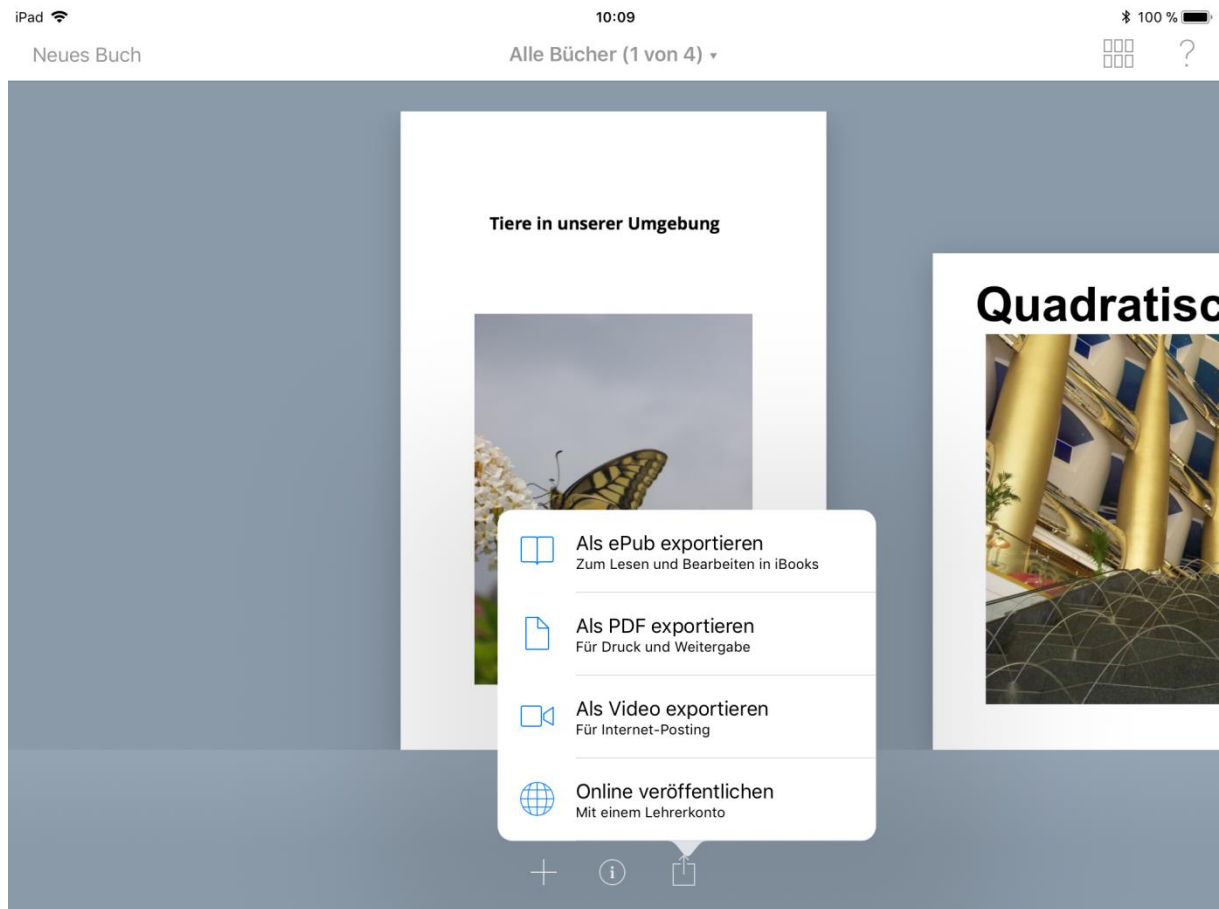 iPad
10:09
100 %
Neues Buch
Alle Bücher (1 von 4)
?
Tiere in unserer Umgebung
Quadratisc
Als ePub exportieren
Zum Lesen und Bearbeiten in iBooks
Als PDF exportieren
Für Druck und Weitergabe
Als Video exportieren
Für Internet-Posting
Online veröffentlichen
Mit einem Lehrerkonto